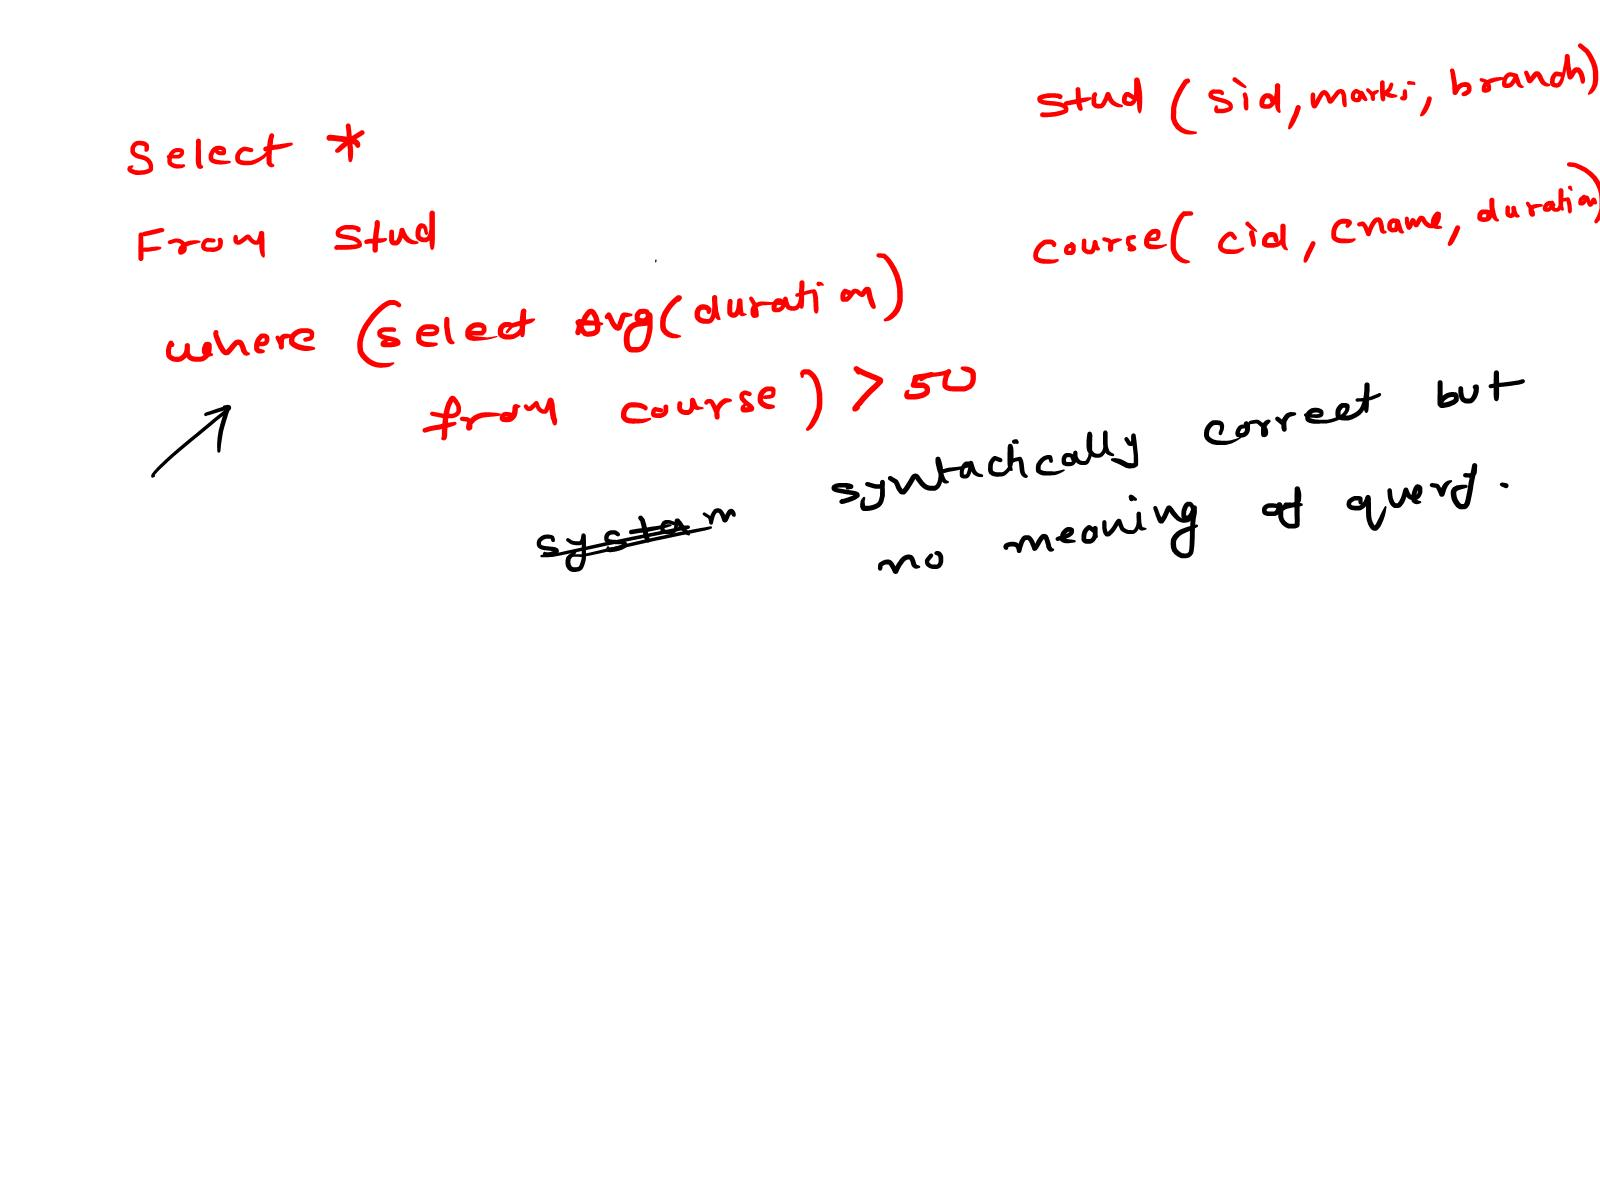 stud (sid, marks, branch)
Select *
From stud
course( cid, cname, duration)
where (select Avg(duration)
from course ) > 50
syntactically correct but
system
no meaning of query.